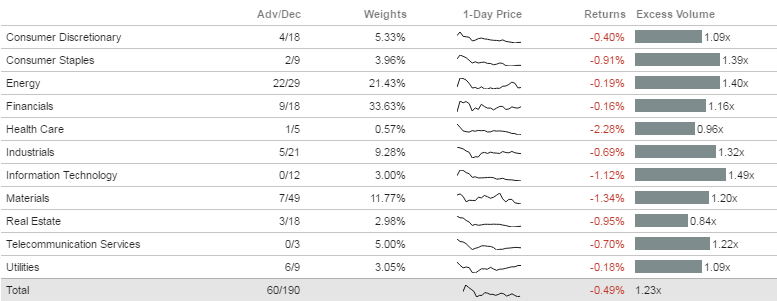 Adv/Dec Weights 1-Day Price Returns Excess Volume
Consumer Discretionary 4/18 5.33% -0.40% 1.09x
Consumer Staples 2/9 3.96% -0.91% 1.39x
Energy 22/29 21.43% -0.19% 1.40x
Financials 9/18 33.63% -0.16% 1.16x
Health Care 1/5 0.57% -2.28% 0.96x
Industrials 5/21 9.28% -0.69% 1.32x
Information Technology 0/12 3.00% -1.12% 1.49x
Materials 7/49 11.77% -1.34% 1.20x
Real Estate 3/18 2.98% -0.95% 0.84x
Telecommunication Services 0/3 5.00% -0.70% 1.22x
Utilities 6/9 3.05% -0.18% 1.09x
Total 60/190 -0.49% 1.23x